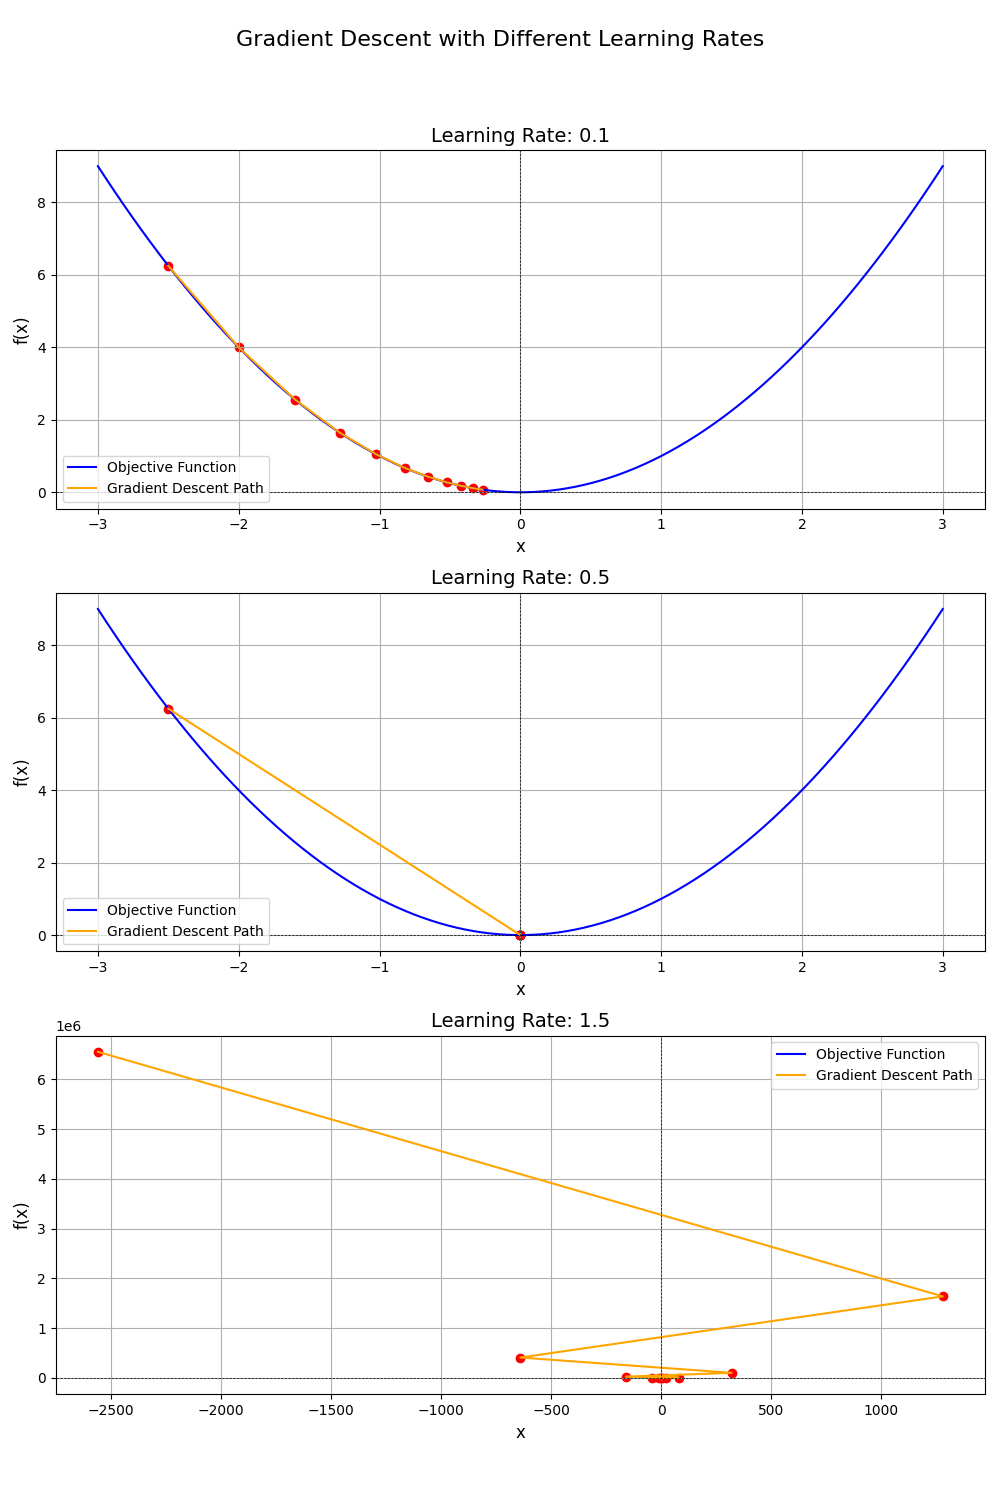 Gradient Descent with Different Learning Rates
Learning Rate: 0.1
f(x)
8
6
4
2
0
Objective Function
Gradient Descent Path
−3 −2 −1 0 1 2 3
x
Learning Rate: 0.5
f(x)
8
6
4
2
0
Objective Function
Gradient Descent Path
−3 −2 −1 0 1 2 3
x
Learning Rate: 1.5
1e6
f(x)
6
5
4
3
2
1
0
Objective Function
Gradient Descent Path
−2500 −2000 −1500 −1000 −500 0 500 1000
x